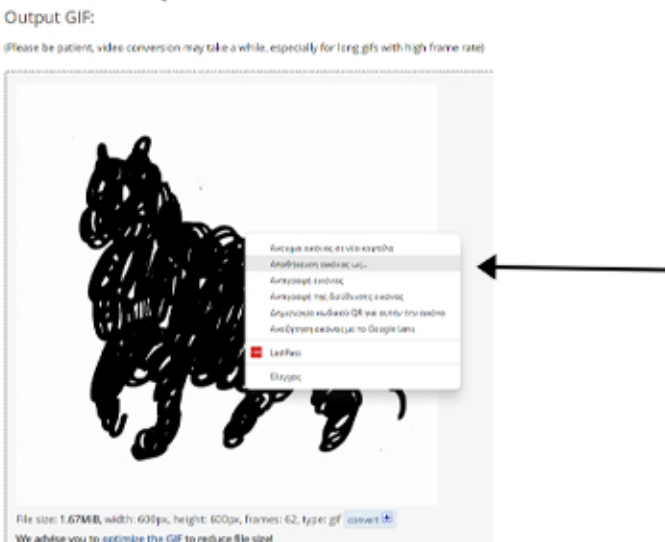 Output GIF:
(Please be patient, video conversion may take a while, especially for long gifs with high frame rate)
Άνοιγμα εικόνας σε νέα καρτέλα
Αποθήκευση εικόνας ως...
Αντιγραφή εικόνας
Αντιγραφή της διεύθυνσης εικόνας
Δημιουργία κωδικού QR για αυτήν την εικόνα
Αναζήτηση εικόνας με το Google Lens
LastPass
Έλεγχος
File size: 1.67MiB, width: 600px, height: 600px, frames: 62, type: gif convert
We advise you to optimize the GIF to reduce file size!